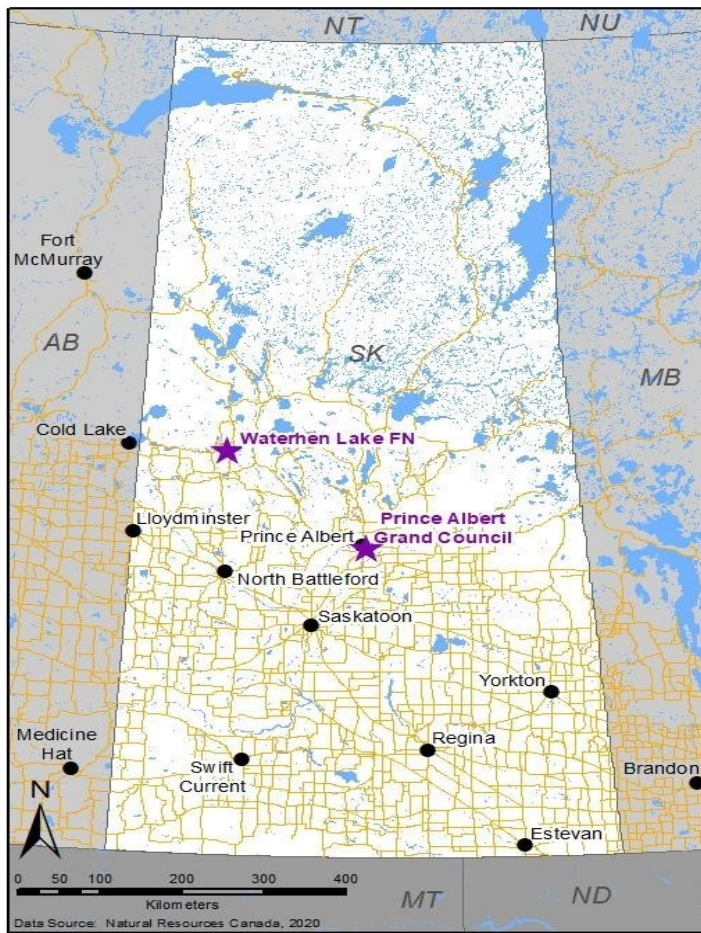 NT
NU
Fort
McMurray
AB
SK
MB
Cold Lake
Waterhen Lake FN
Lloydminster
Prince Albert
Grand Council
Prince Albert
North Battleford
Saskatoon
Yorkton
Medicine
Hat
Regina
Swift
Current
Brandon
N
Estevan
0 50 100 200 300 400
Kilometers
MT
ND
Data Source: Natural Resources Canada, 2020